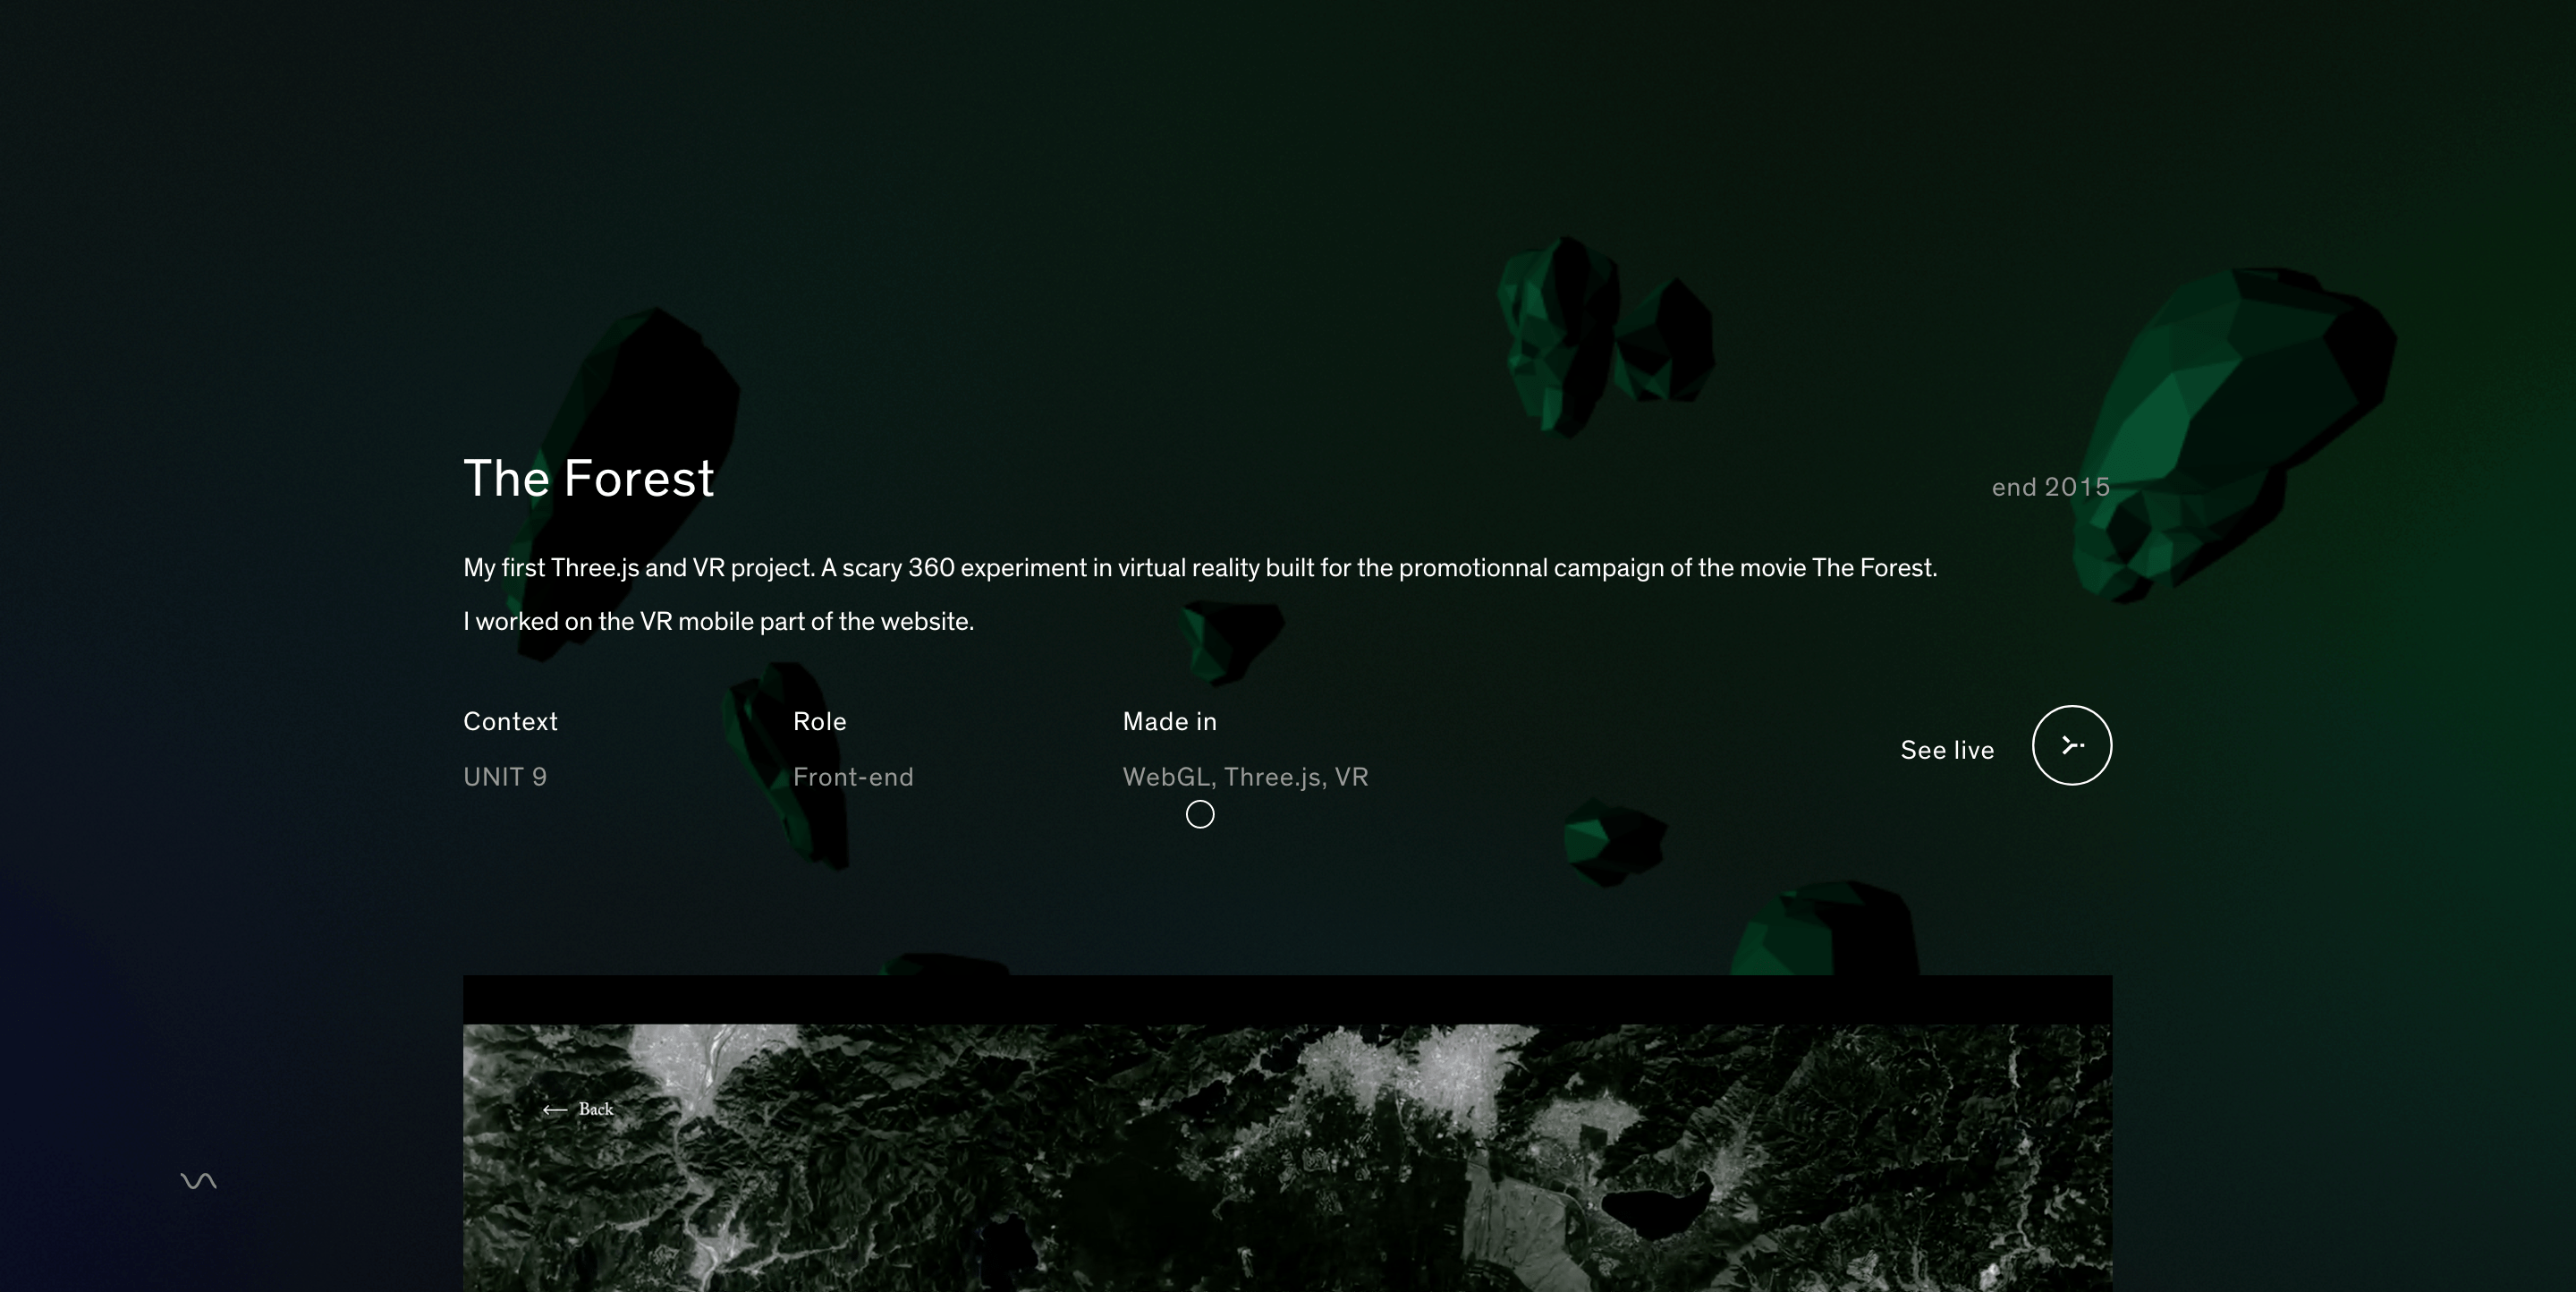 The Forest
end 2015
My first Three.js and VR project. A scary 360 experiment in virtual reality built for the promotionnal campaign of the movie The Forest.
I worked on the VR mobile part of the website.
Context
Role
Made in
UNIT 9
Front-end
WebGL, Three.js, VR
See live
Back